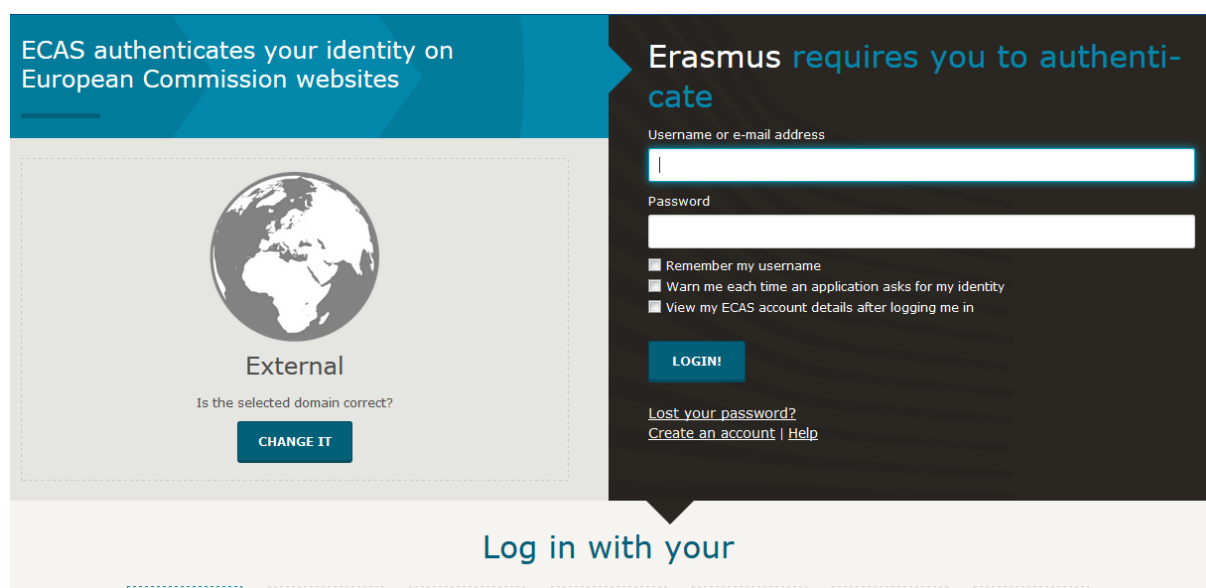 ECAS authenticates your identity on
European Commission websites
External
Is the selected domain correct?
CHANGE IT
Erasmus requires you to authenti-
cate
Username or e-mail address
Password
Remember my username
Warn me each time an application asks for my identity
View my ECAS account details after logging me in
LOGIN!
Lost your password?
Create an account | Help
Log in with your